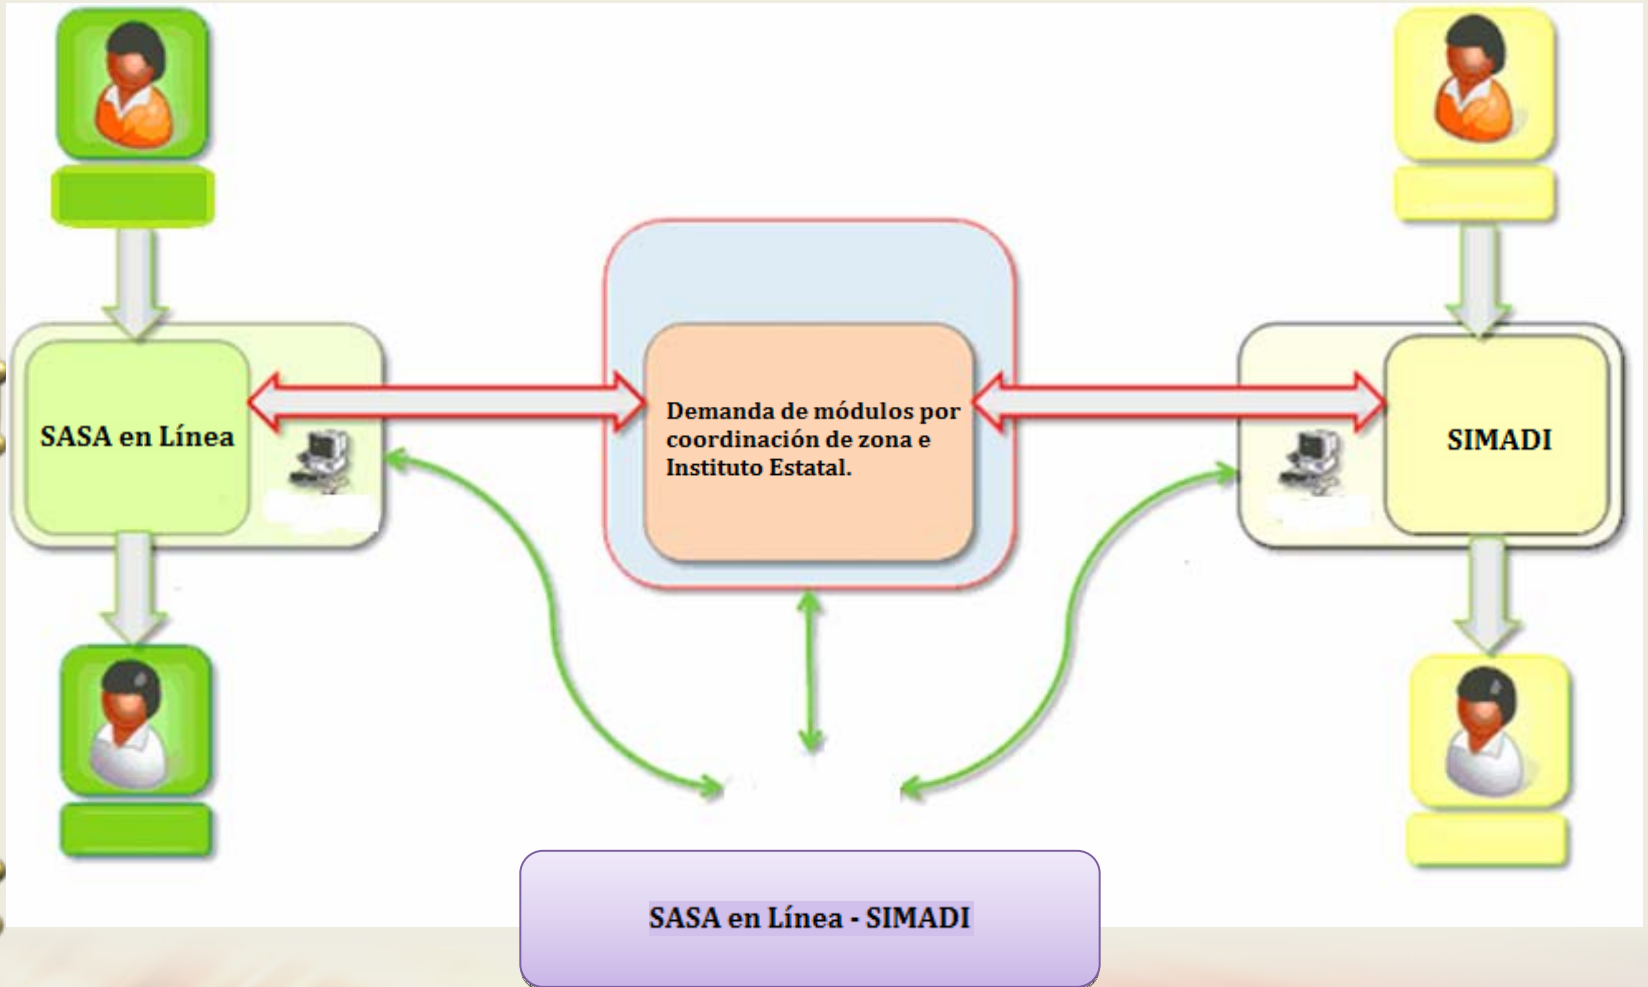 SASA en Línea
Demanda de módulos por
coordinación de zona e
Instituto Estatal.
SIMADI
SASA en Línea - SIMADI